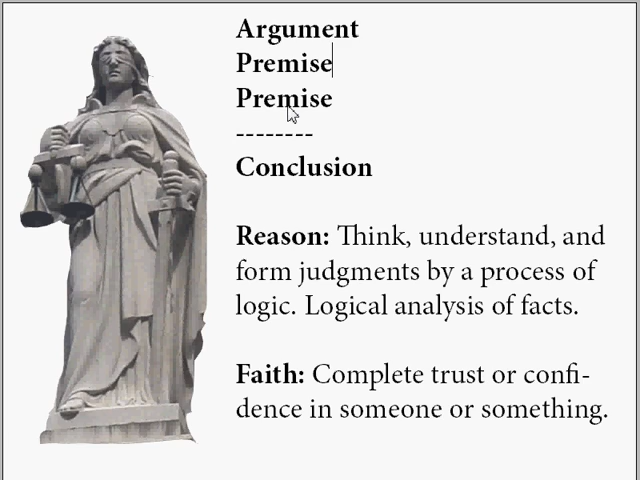 Argument
Premise
Premise
--------
Conclusion
Reason: Think, understand, and
form judgments by a process of
logic. Logical analysis of facts.
Faith: Complete trust or confi-
dence in someone or something.